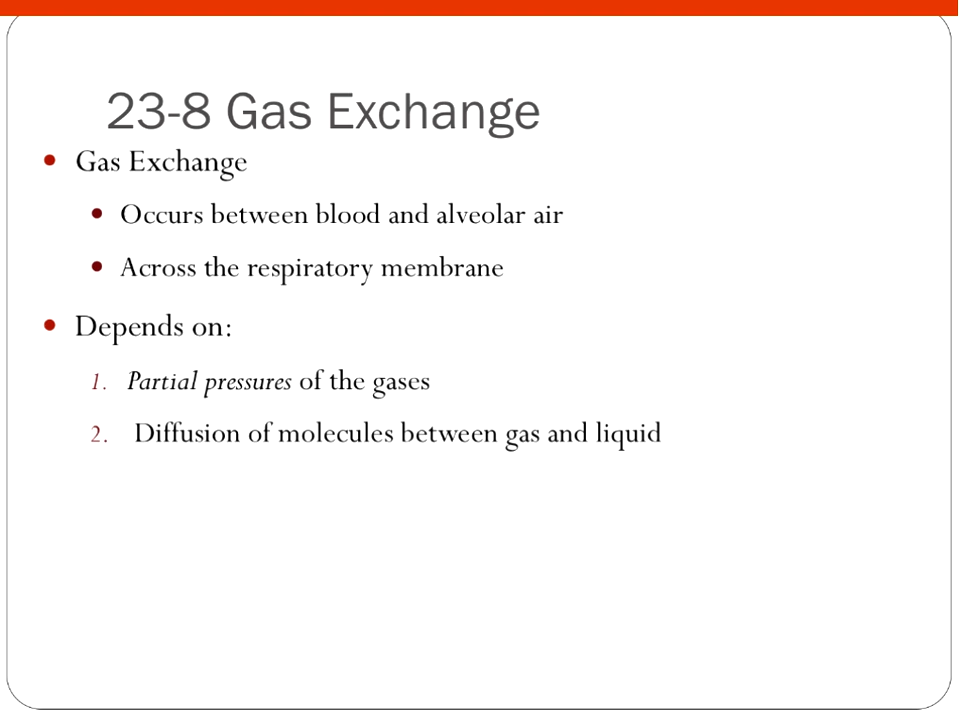 23-8 Gas Exchange
• Gas Exchange
• Occurs between blood and alveolar air
• Across the respiratory membrane
• Depends on:
1. Partial pressures of the gases
2. Diffusion of molecules between gas and liquid